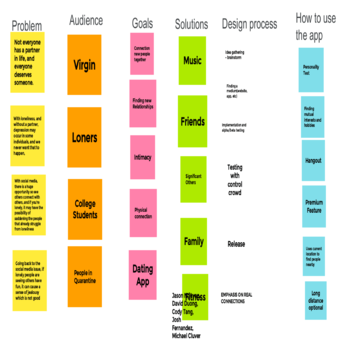 Problem
Not everyone
has a partner
in life, and
everyone
deserves
someone.
With loneliness, and
without a partner,
depression may
occur to some
individuals, and we
never want that to
happen.
With social media,
there is a huge
opportunity as we
others connect with
others, and if you're
lonely, it may have the
possibility of
saddening the people
that already struggle
from loneliness
Going back to the
social media issue, if
lonely people are
seeing others have
fun, it can cause a
sense of jealousy
which is not good
Audience
Virgin
Loners
College
Students
People in
Quarantine
Goals
Connection
new people
together
Finding new
Relationships
Intimacy
Physical
connection
Dating
App
Solutions
Music
Friends
Significant
Others
Family
Fitness
Jason
David Duong,
Cody Tang,
Josh
Fernandez,
Michael Cluver
Design process
Idea gathering
- brainstorm
Finding a
medium(website,
app, etc)
Implementation and
alpha/beta testing
Testing
with
control
crowd
Release
EMPHASIS ON REAL
CONNECTIONS
How to use
the app
Personality
Test
Finding
mutual
interests and
hobbies
Hangout
Premium
Feature
Uses current
location to
find people
nearby
Long
distance
optional